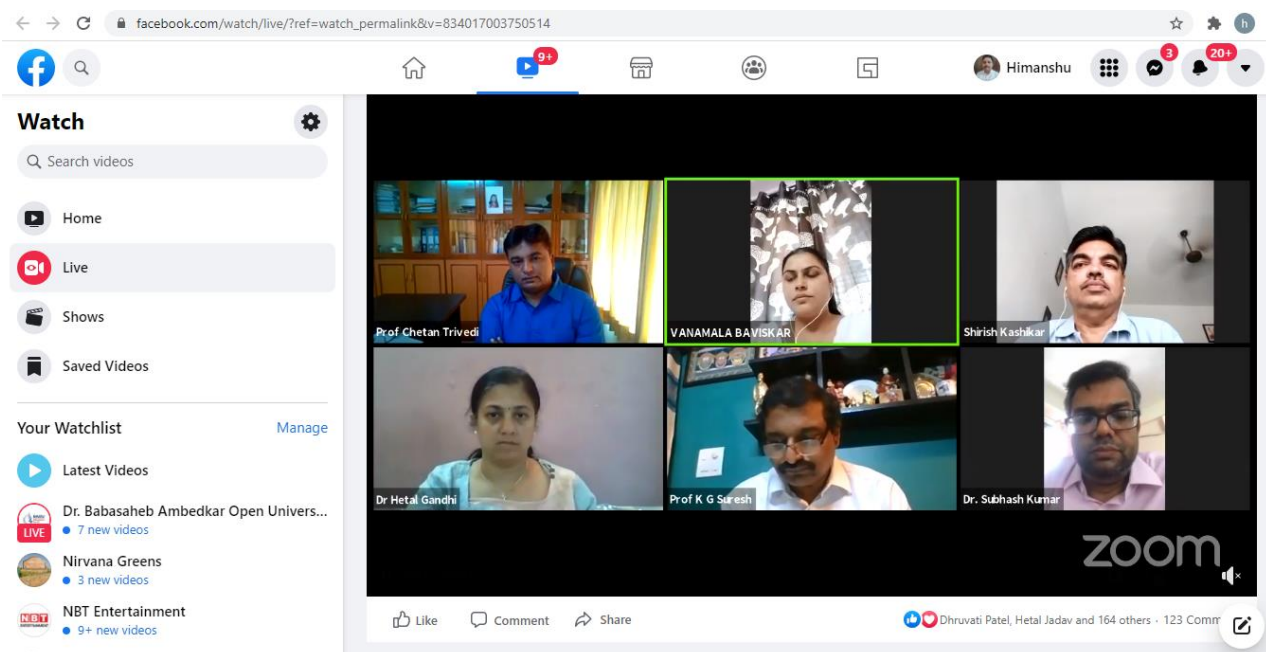 facebook.com/watch/live/?ref=watch_permalink&v=834017003750514
h
9+
Himanshu
3
20+
Watch
Search videos
Home
Live
Shows
Saved Videos
Your Watchlist Manage
Latest Videos
Dr. Babasaheb Ambedkar Open Univers...
LIVE
7 new videos
Nirvana Greens
3 new videos
NBT
NBT Entertainment
9+ new videos
Prof Chetan Trivedi
VANAMALA BAVISKAR
Shirish Kashikar
Dr Hetal Gandhi
Prof K G Suresh
Dr. Subhash Kumar
zoom
Like Comment Share
Dhruvati Patel, Hetal Jadav and 164 others · 123 Comm